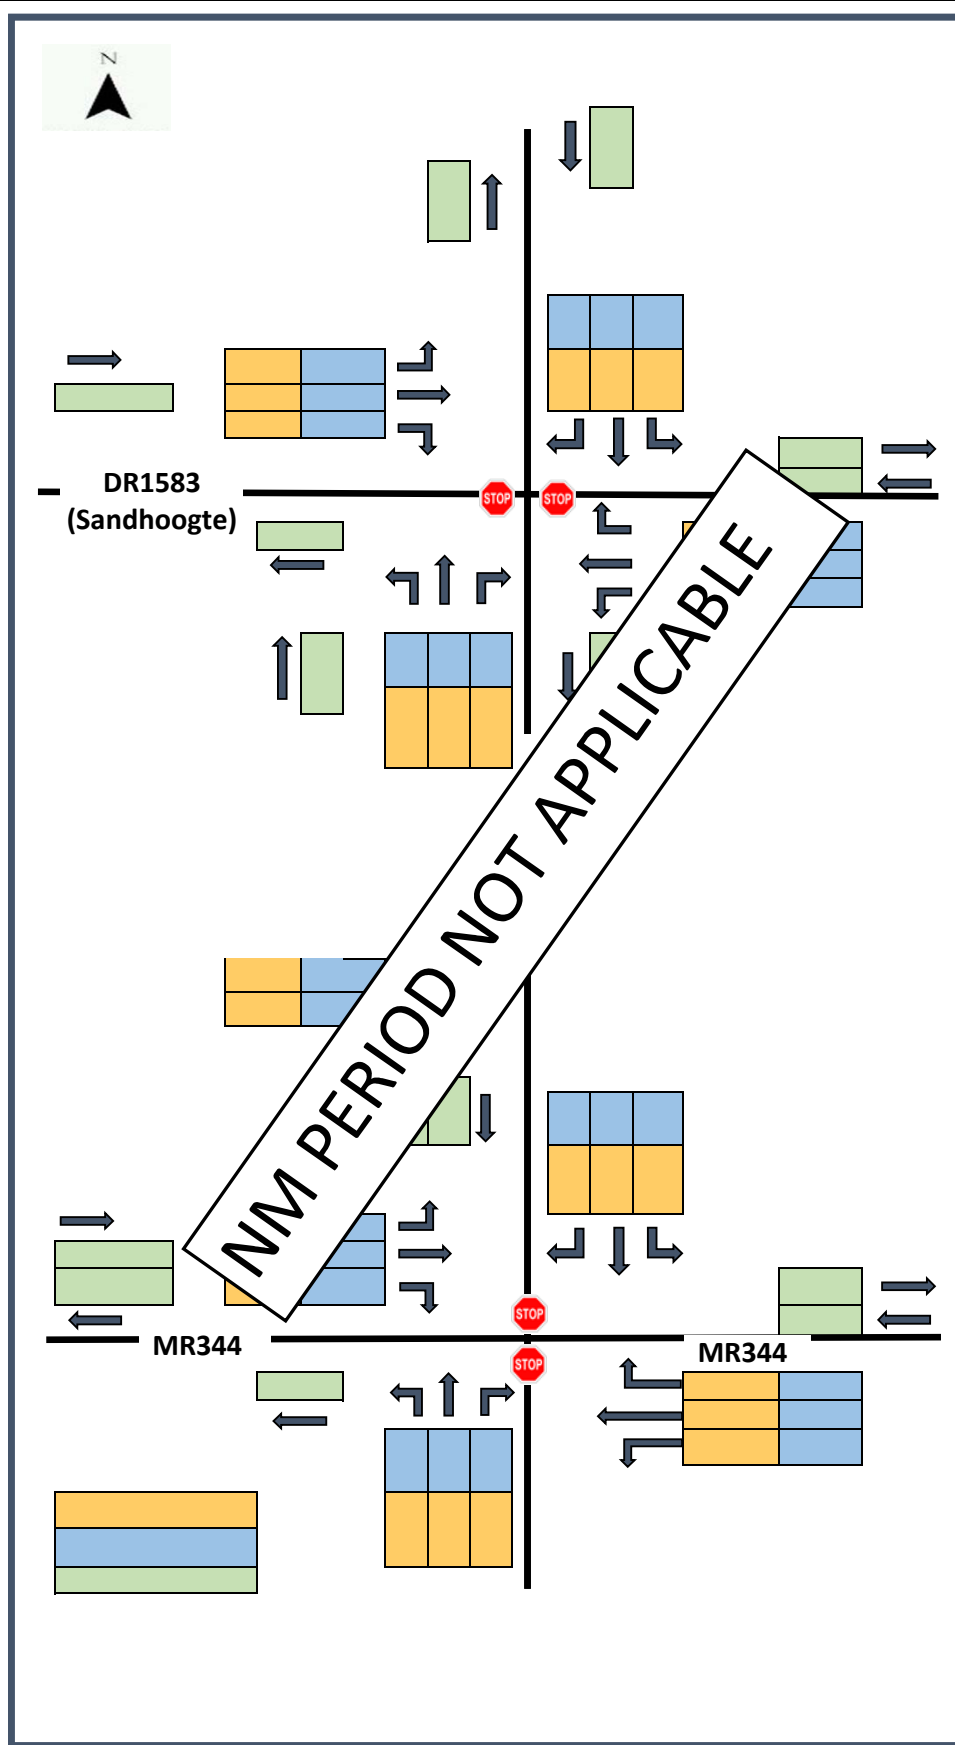 N
DR1583
(Sandhoogte)
STOP
STOP
NM PERIOD NOT APPLICABLE
STOP
STOP
MR344
MR344